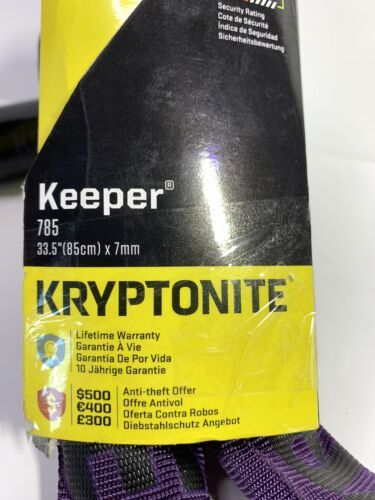 Security Rating
Cote de Sécurité
Índice de Seguridad
Sicherheitsbewertung
Keeper®
785
33.5"(85cm) x 7mm
KRYPTONITE
Lifetime Warranty
Garantie À Vie
Garantia De Por Vida
10 Jährige Garantie
$500
€400
£300
Anti-theft Offer
Offre Antivol
Oferta Contra Robos
Diebstahlschutz Angebot